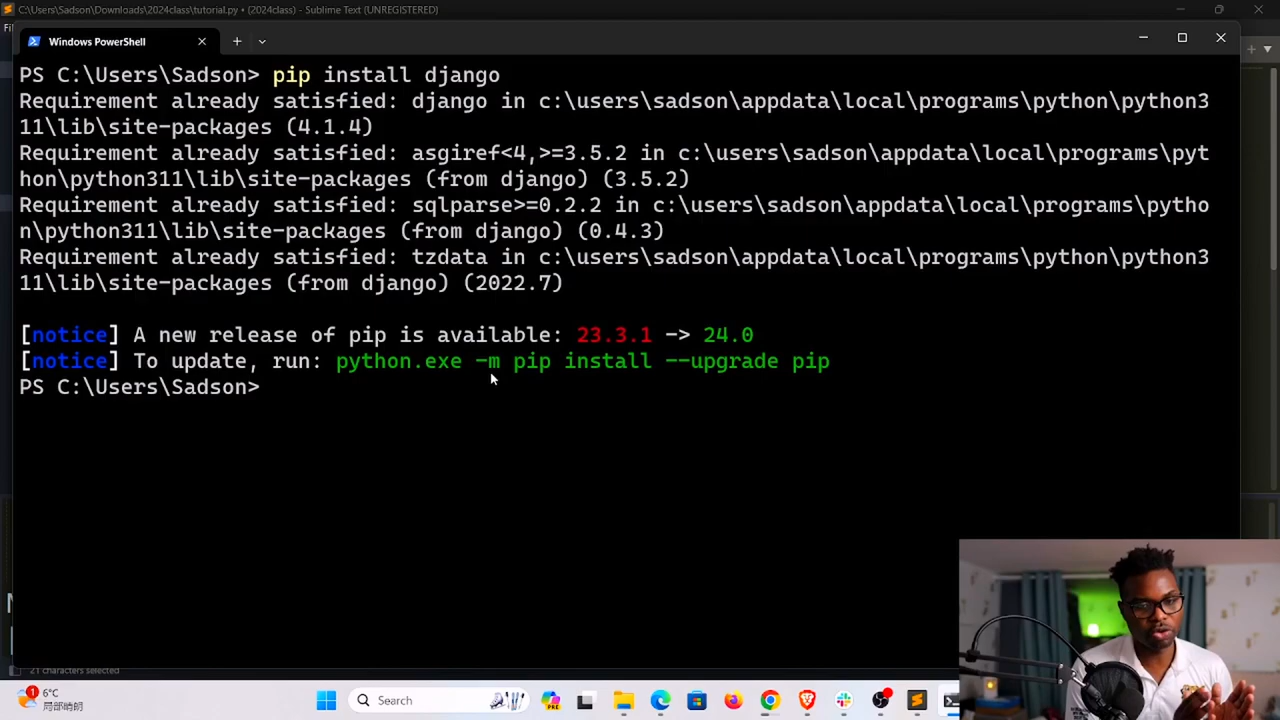 C:\Users\Sadson\Downloads\2024class\tutorial.py • (2024class) - Sublime Text (UNREGISTERED)
Windows PowerShell
PS C:\Users\Sadson> pip install django
Requirement already satisfied: django in c:\users\sadson\appdata\local\programs\python\python3
11\lib\site-packages (4.1.4)
Requirement already satisfied: asgiref<4,>=3.5.2 in c:\users\sadson\appdata\local\programs\pyt
hon\python311\lib\site-packages (from django) (3.5.2)
Requirement already satisfied: sqlparse>=0.2.2 in c:\users\sadson\appdata\local\programs\pytho
n\python311\lib\site-packages (from django) (0.4.3)
Requirement already satisfied: tzdata in c:\users\sadson\appdata\local\programs\python\python3
11\lib\site-packages (from django) (2022.7)
[notice] A new release of pip is available: 23.3.1 -> 24.0
[notice] To update, run: python.exe -m pip install --upgrade pip
PS C:\Users\Sadson>
21 characters selected
1
6°C
Search
PRE